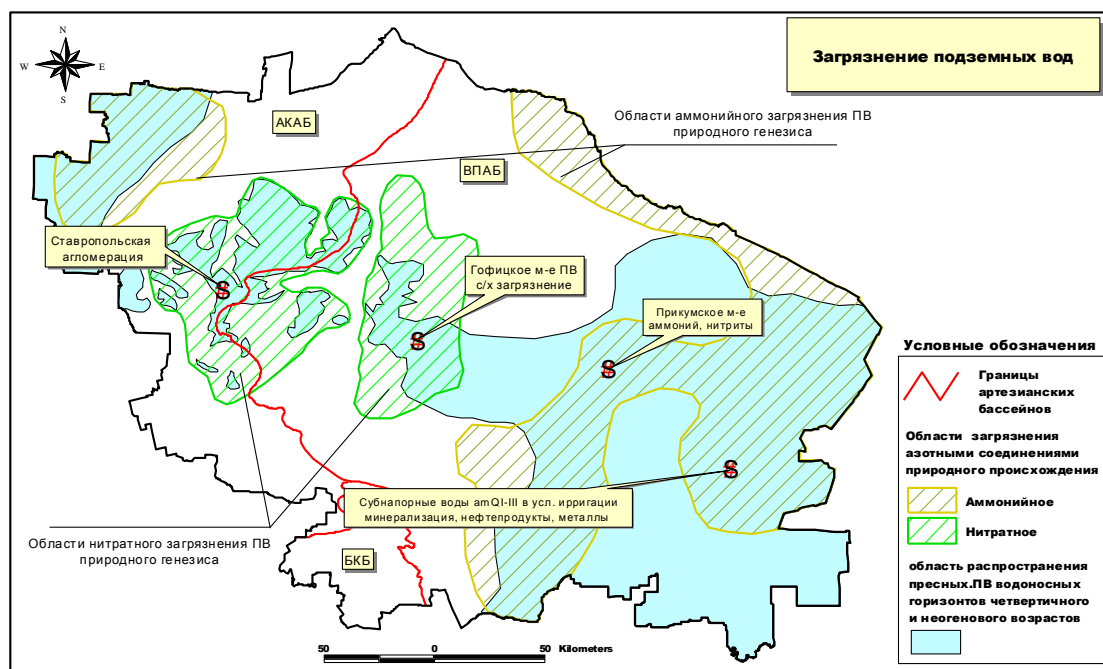 Загрязнение подземных вод
N
W
E
S
АКАБ
Области аммонийного загрязнения ПВ
природного генезиса
ВПАБ
Ставропольская
агломерация
Гофицкое м-е ПВ
с/х загрязнение
Прикумское м-е
аммоний, нитриты
S
S
S
S
Субнапорные воды amQI-III в усл. ирригации
минерализация, нефтепродукты, металлы
Области нитратного загрязнения ПВ
природного генезиса
БКБ
50
0
50
Kilometers
Условные обозначения
Границы
артезианских
бассейнов
Области загрязнения
азотными соединениями
природного происхождения
Аммонийное
Нитратное
область распространения
пресных.ПВ водоносных
горизонтов четвертичного
и неогенового возрастов